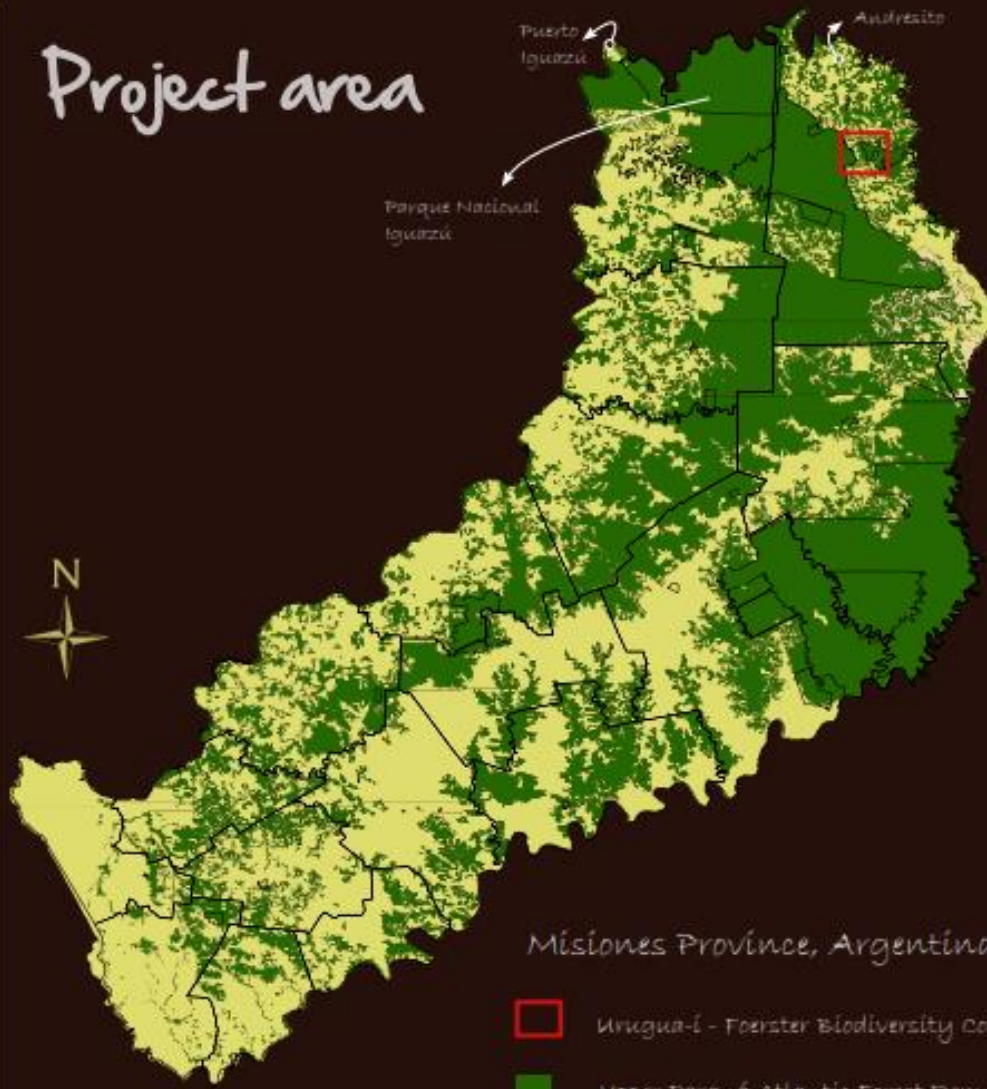 Project area
Puerto
Iguazú
Andresito
Parque Nacional
Iguazú
N
Misiones Province, Argentina
Urugua-í - Foerster Biodiversity Co